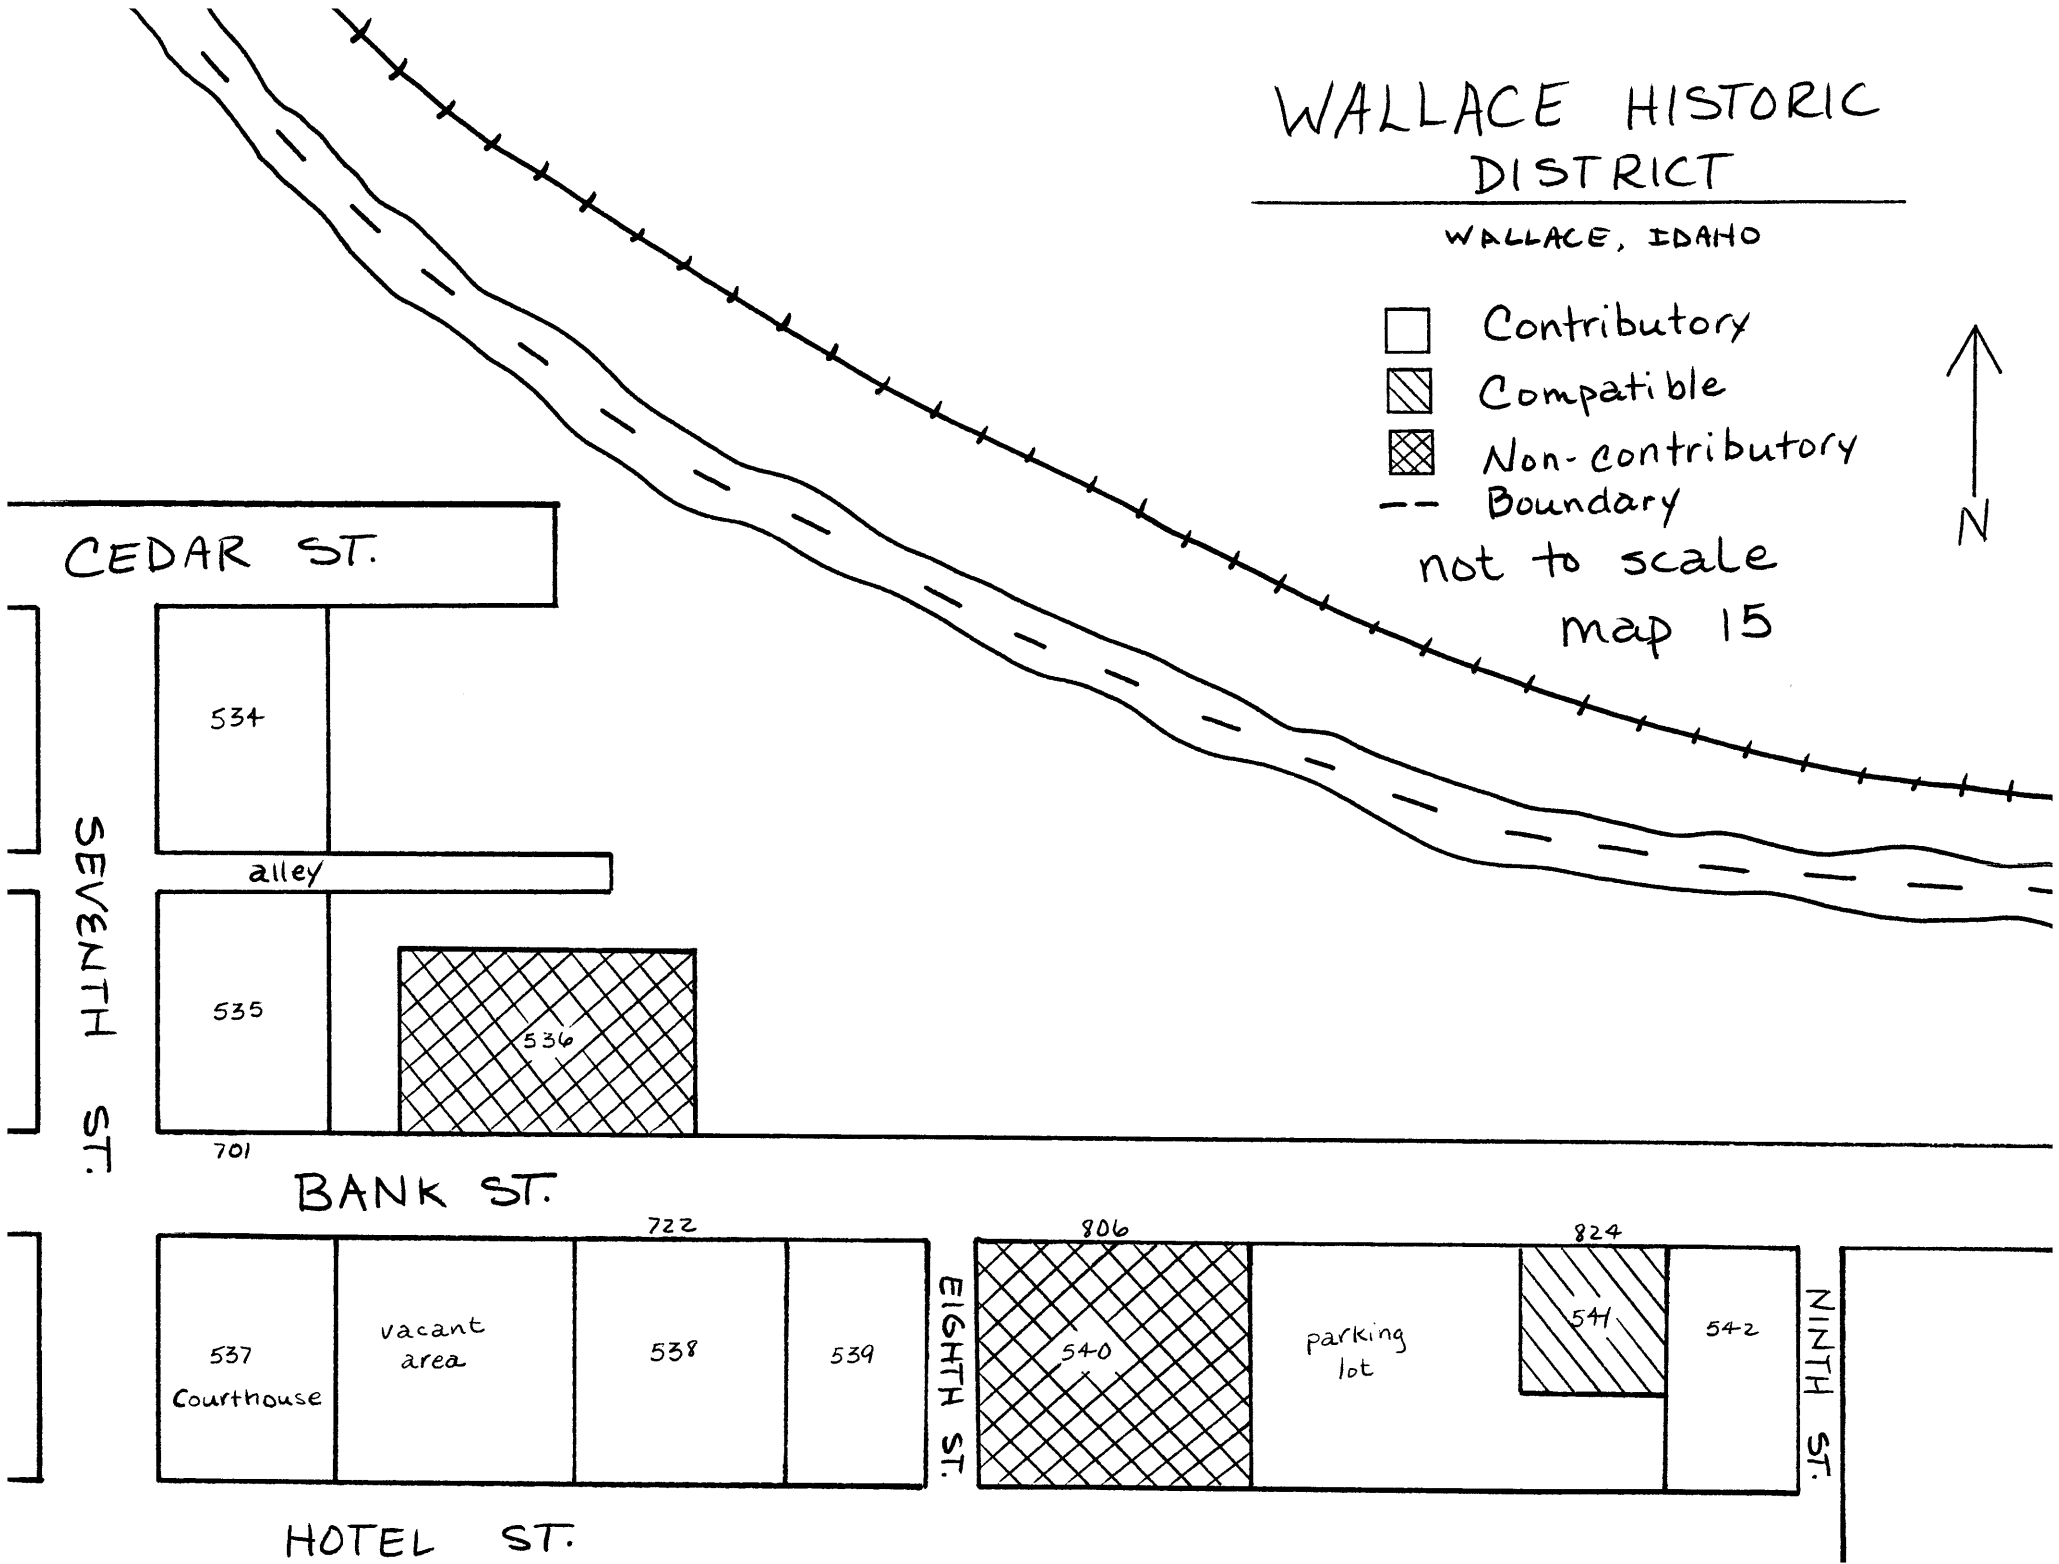 WALLACE HISTORIC
DISTRICT
WALLACE, IDAHO
Contributory
Compatible
Non-contributory
Boundary
not to scale
map 15
N
CEDAR ST.
534
alley
SEVENTH ST.
535
536
701
BANK ST.
722
806
824
537
Courthouse
vacant
area
538
539
EIGHTH ST.
540
parking
lot
541
542
NINTH ST.
HOTEL ST.